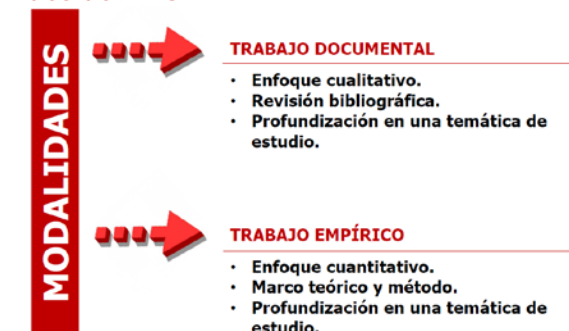 MODALIDADES
TRABAJO DOCUMENTAL
· Enfoque cualitativo.
· Revisión bibliográfica.
· Profundización en una temática de
estudio.
TRABAJO EMPÍRICO
· Enfoque cuantitativo.
· Marco teórico y método.
· Profundización en una temática de
estudio.